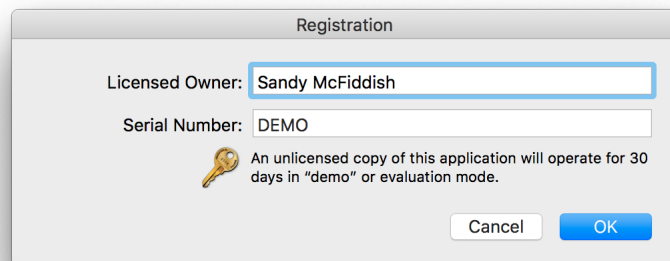 Registration
Licensed Owner: Sandy McFiddish
Serial Number: DEMO
An unlicensed copy of this application will operate for 30
days in “demo” or evaluation mode.
Cancel OK